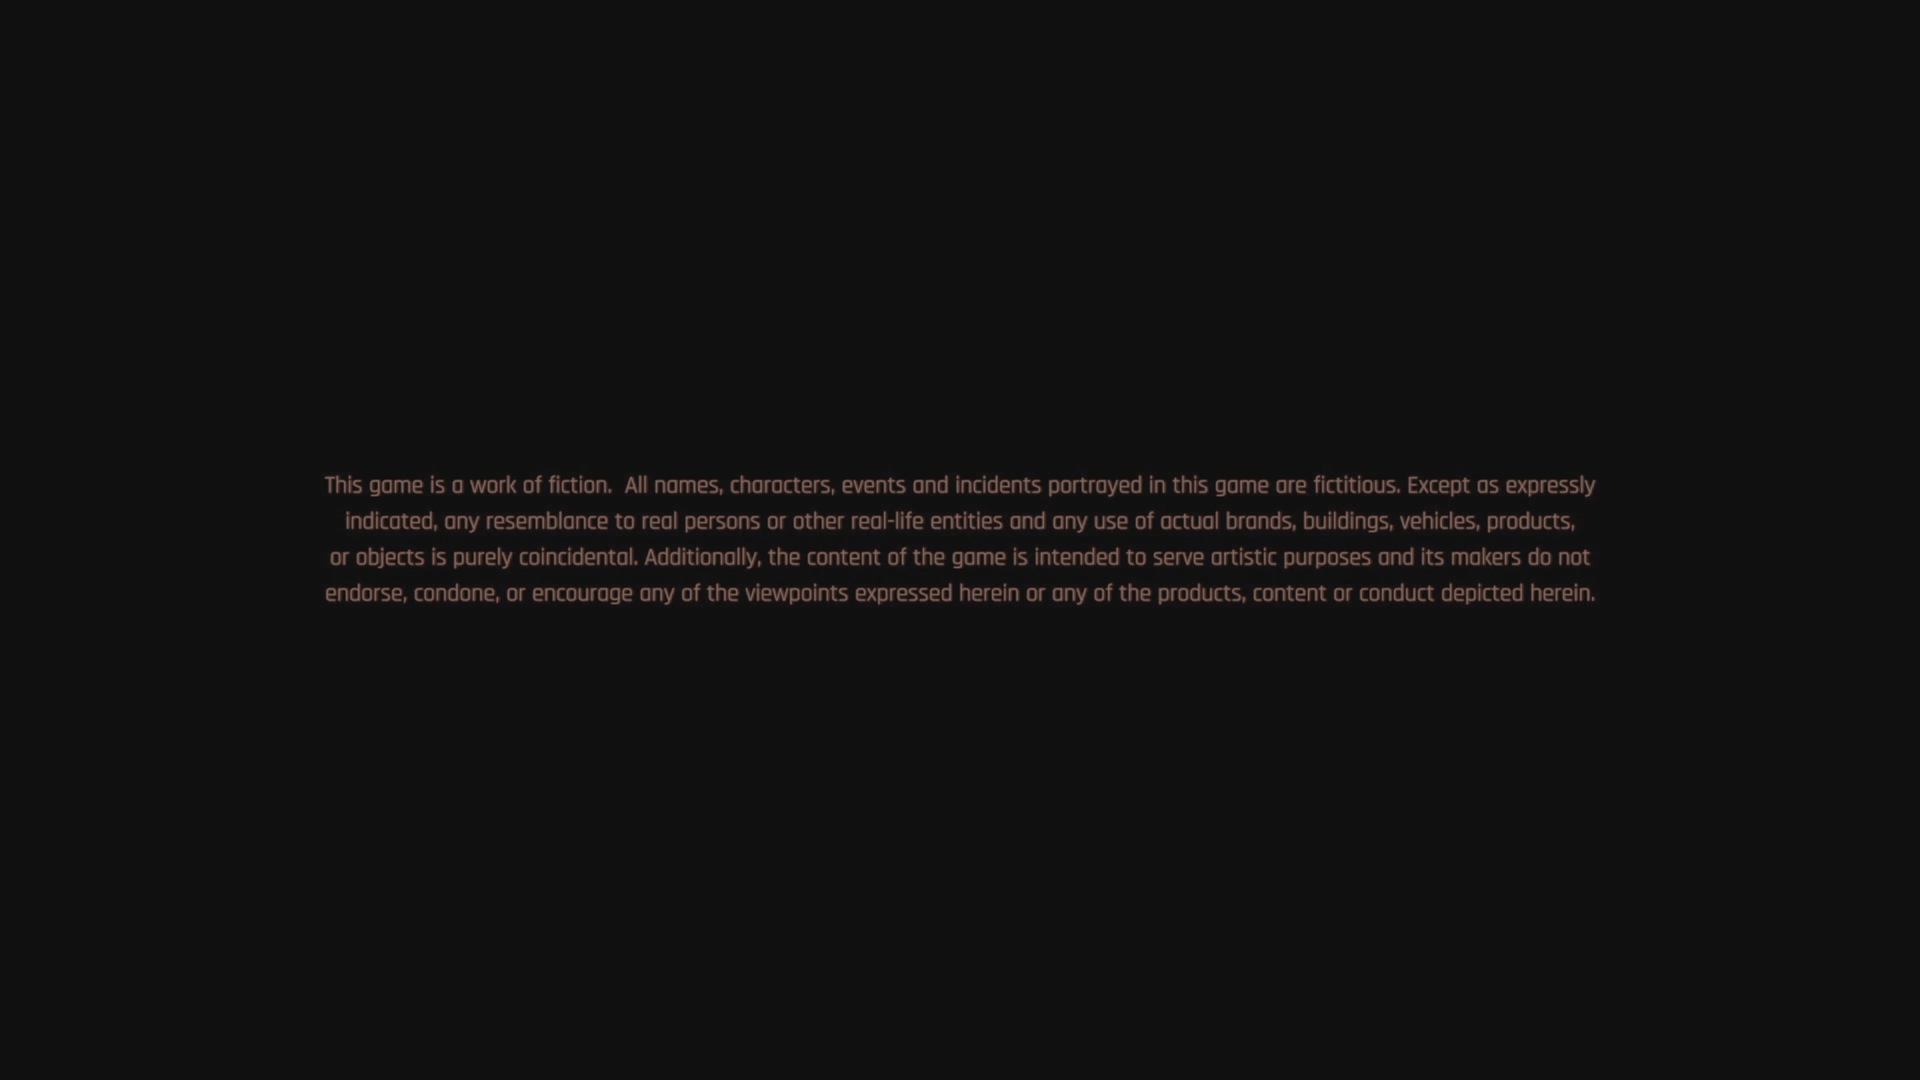 This game is a work of fiction.  All names, characters, events and incidents portrayed in this game are fictitious. Except as expressly
indicated, any resemblance to real persons or other real-life entities and any use of actual brands, buildings, vehicles, products,
or objects is purely coincidental. Additionally, the content of the game is intended to serve artistic purposes and its makers do not
endorse, condone, or encourage any of the viewpoints expressed herein or any of the products, content or conduct depicted herein.